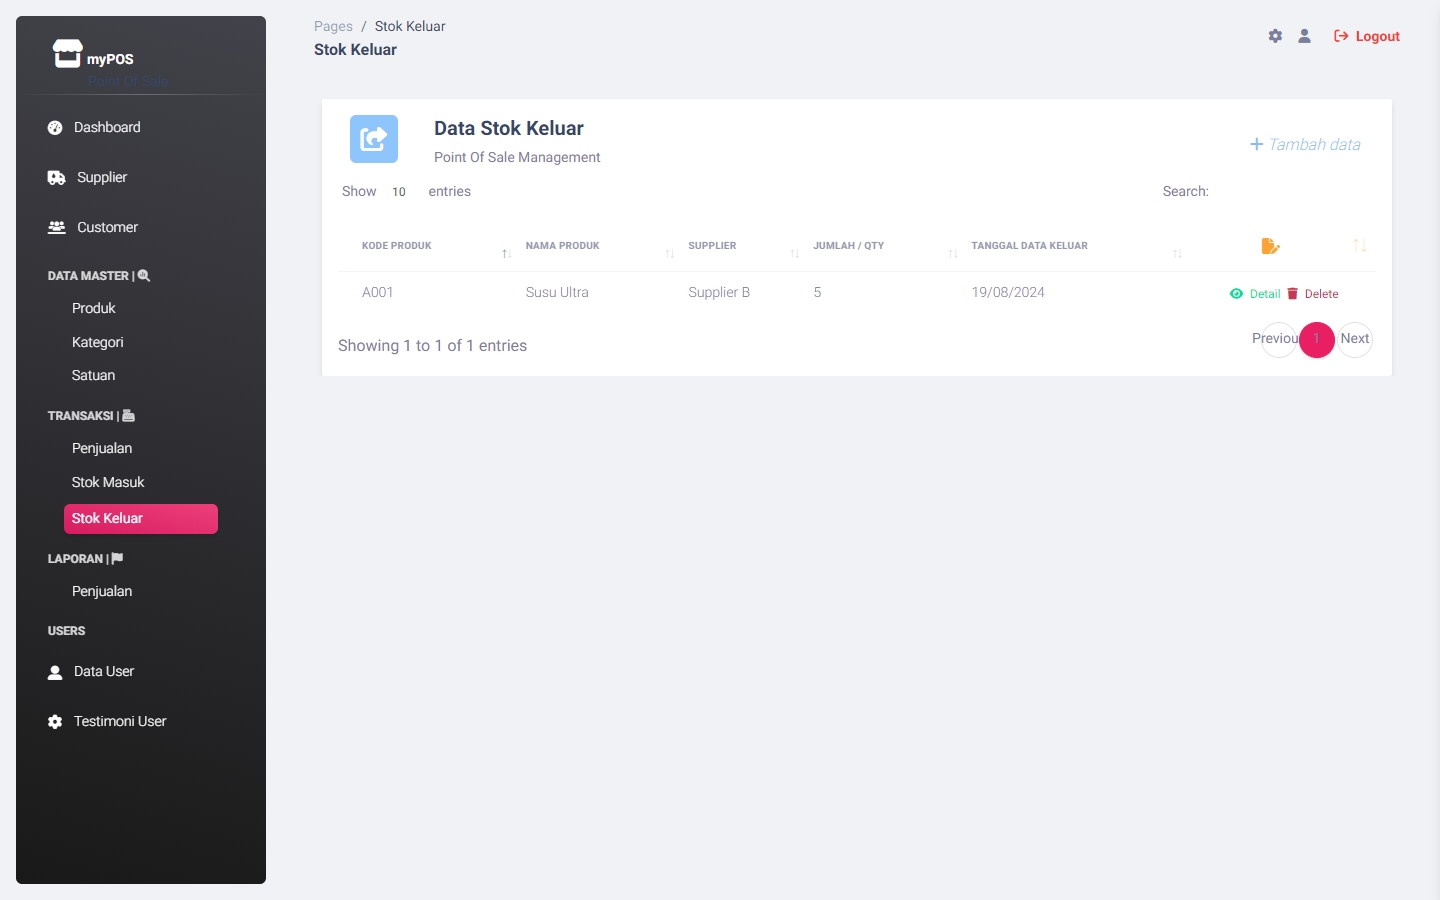 myPOS
Point Of Sale
Dashboard
Supplier
Customer
DATA MASTER |
Produk
Kategori
Satuan
TRANSAKSI |
Penjualan
Stok Masuk
Stok Keluar
LAPORAN |
Penjualan
USERS
Data User
Testimoni User
Pages / Stok Keluar
Stok Keluar
Logout
Data Stok Keluar
Point Of Sale Management
+ Tambah data
Show 10 entries
Search:
KODE PRODUK NAMA PRODUK SUPPLIER JUMLAH / QTY TANGGAL DATA KELUAR
A001 Susu Ultra Supplier B 5 19/08/2024 Detail Delete
Showing 1 to 1 of 1 entries
Previou 1 Next